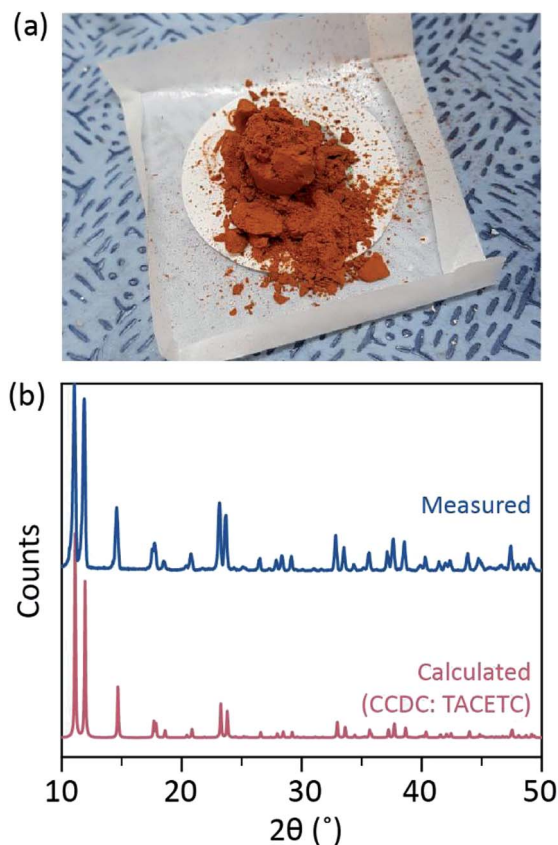 (a)
(b)
Counts
Measured
Calculated
(CCDC: TACETC)
10 20 30 40 50
2θ (°)